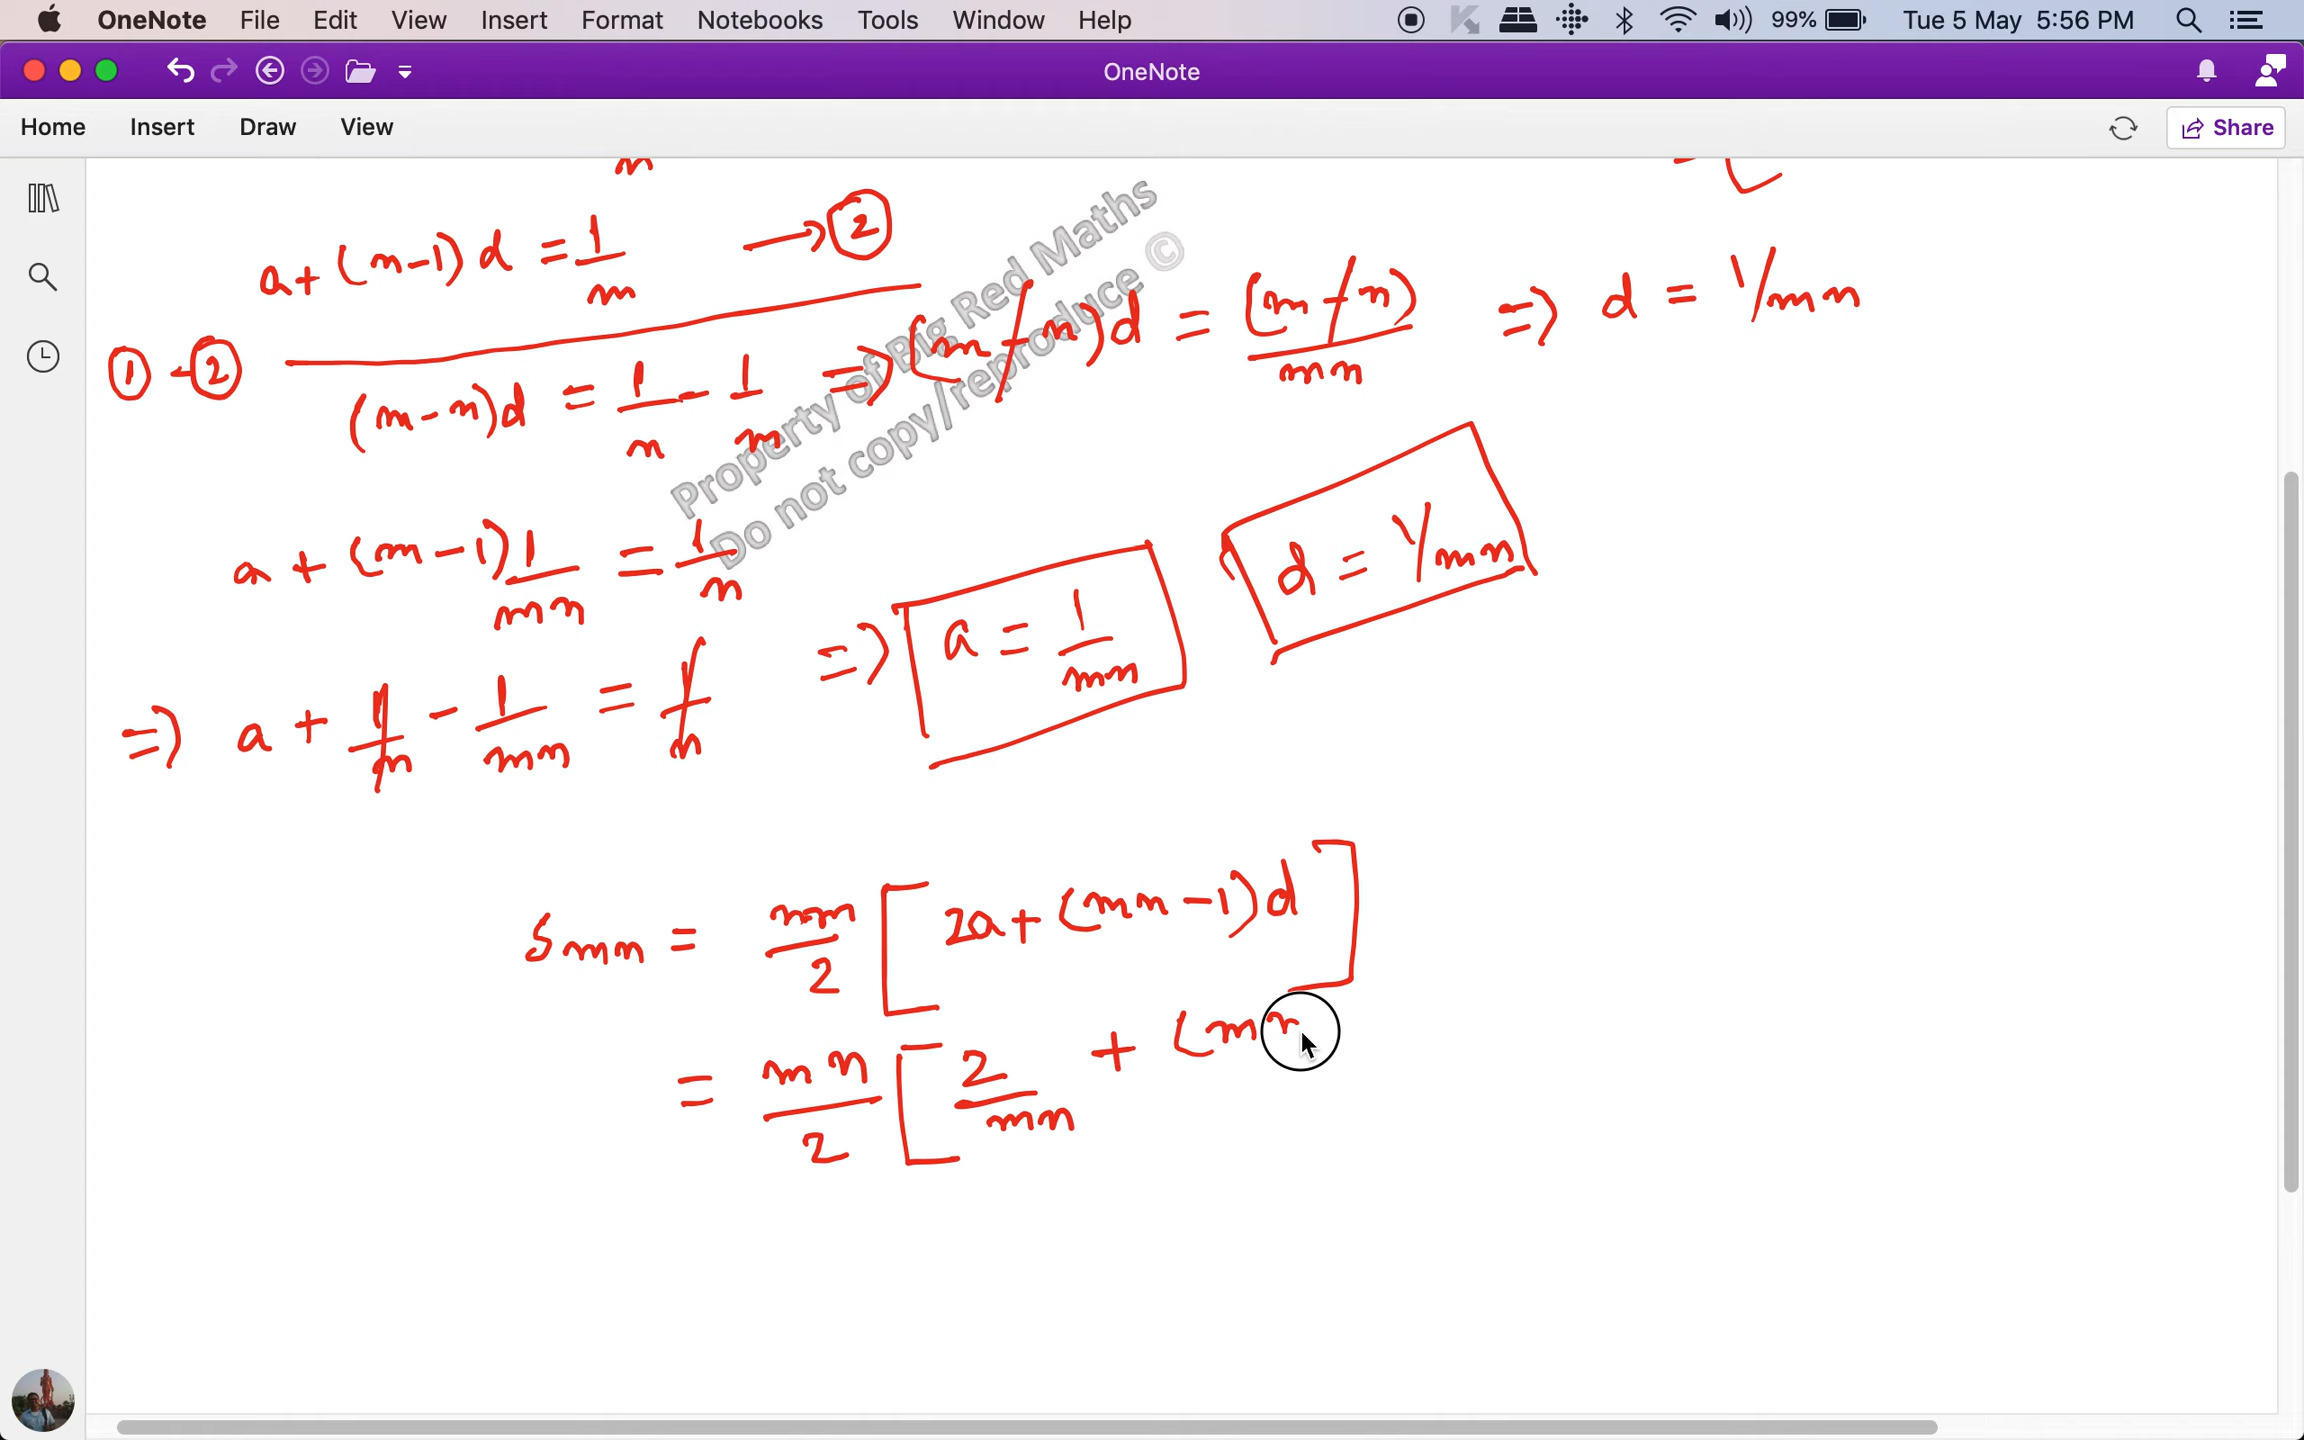 OneNote File Edit View Insert Format Notebooks Tools Window Help 99% Tue 5 May 5:56 PM
OneNote
Home Insert Draw View Share
m
a + (n-1) d = 1/m → 2
1 - 2 (m-n)d = 1/n - 1/m => (m-n)d = (m-n)/mn => d = 1/mn
Property of Big Red Maths ©
Do not copy/reproduce
a + (m-1) 1/mn = 1/n
d = 1/mn
=> a + 1/n - 1/mn = 1/n => a = 1/mn
Smn = mn/2 [ 2a + (mn-1)d ]
= mn/2 [ 2/mn + (mn